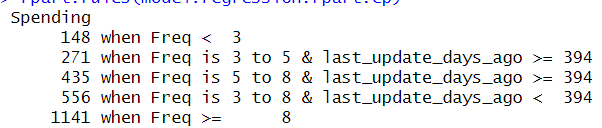 > rpart.rules(model.regression.rpart.cp)
Spending
148 when Freq < 3
271 when Freq is 3 to 5 & last_update_days_ago >= 394
435 when Freq is 5 to 8 & last_update_days_ago >= 394
556 when Freq is 3 to 8 & last_update_days_ago < 394
1141 when Freq >= 8